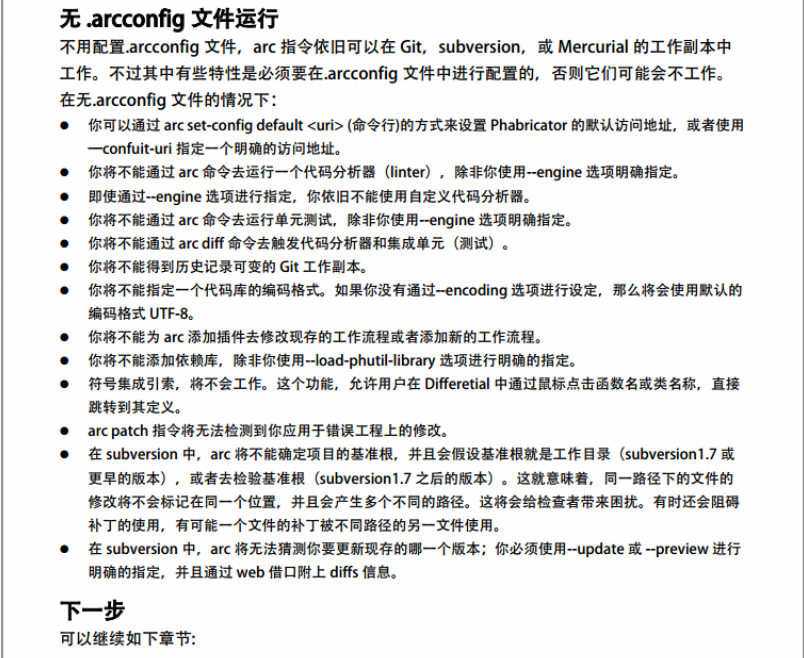 无 .arcconfig 文件运行
不用配置.arcconfig 文件，arc 指令依旧可以在 Git，subversion，或 Mercurial 的工作副本中
工作。不过其中有些特性是必须要在.arcconfig 文件中进行配置的，否则它们可能会不工作。
在无.arcconfig 文件的情况下：
● 你可以通过 arc set-config default <uri> (命令行)的方式来设置 Phabricator 的默认访问地址，或者使用
—confuit-uri 指定一个明确的访问地址。
● 你将不能通过 arc 命令去运行一个代码分析器（linter），除非你使用--engine 选项明确指定。
● 即使通过--engine 选项进行指定，你依旧不能使用自定义代码分析器。
● 你将不能通过 arc 命令去运行单元测试，除非你使用--engine 选项明确指定。
● 你将不能通过 arc diff 命令去触发代码分析器和集成单元（测试）。
● 你将不能得到历史记录可变的 Git 工作副本。
● 你将不能指定一个代码库的编码格式。如果你没有通过--encoding 选项进行设定，那么将会使用默认的
编码格式 UTF-8。
● 你将不能为 arc 添加插件去修改现存的工作流程或者添加新的工作流程。
● 你将不能添加依赖库，除非你使用--load-phutil-library 选项进行明确的指定。
● 符号集成引索，将不会工作。这个功能，允许用户在 Differetial 中通过鼠标点击函数名或类名称，直接
跳转到其定义。
● arc patch 指令将无法检测到你应用于错误工程上的修改。
● 在 subversion 中，arc 将不能确定项目的基准根，并且会假设基准根就是工作目录（subversion1.7 或
更早的版本），或者去检验基准根（subversion1.7 之后的版本）。这就意味着，同一路径下的文件的
修改将不会标记在同一个位置，并且会产生多个不同的路径。这将会给检查者带来困扰。有时还会阻碍
补丁的使用，有可能一个文件的补丁被不同路径的另一文件使用。
● 在 subversion 中，arc 将无法猜测你要更新现存的哪一个版本；你必须使用--update 或 --preview 进行
明确的指定，并且通过 web 借口附上 diffs 信息。
下一步
可以继续如下章节: